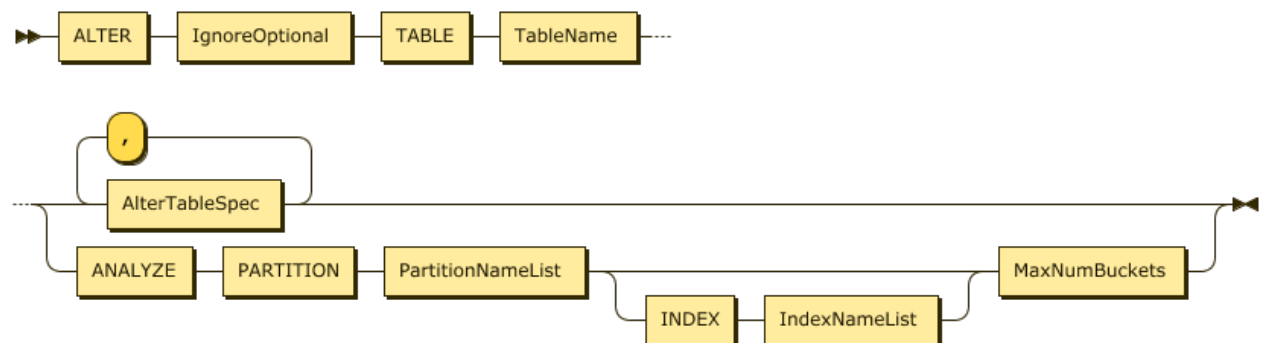 ALTER IgnoreOptional TABLE TableName
,
AlterTableSpec
ANALYZE PARTITION PartitionNameList MaxNumBuckets
INDEX IndexNameList